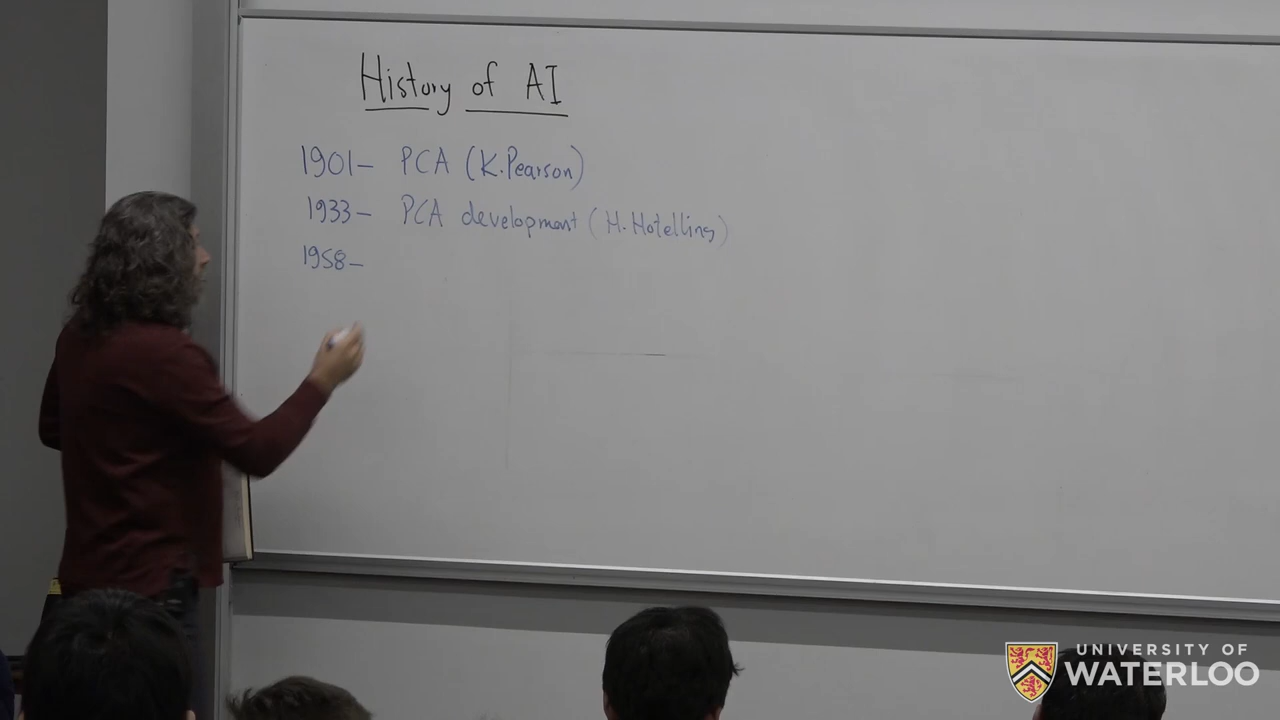 History of AI
1901- PCA (K.Pearson)
1933- PCA development (H.Hotelling)
1958-
UNIVERSITY OF
WATERLOO